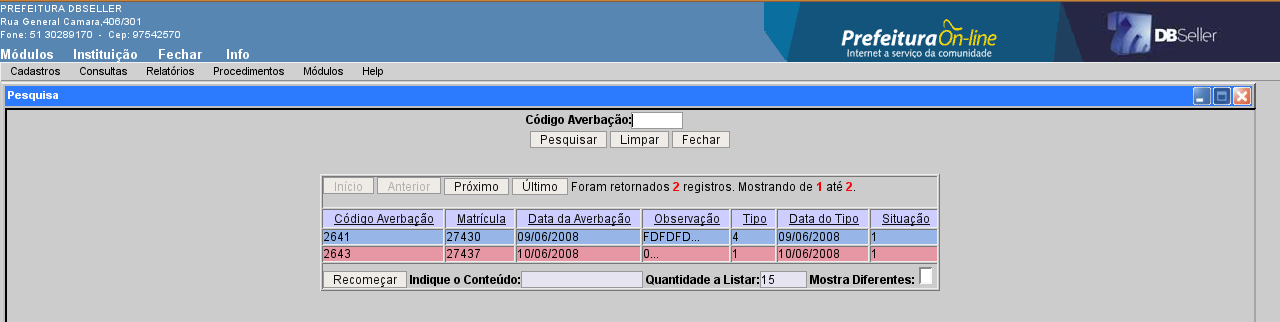 PREFEITURA DBSELLER
Rua General Camara,406/301
Fone: 51 30289170 - Cep: 97542570
Prefeitura On-line
Internet a serviço da comunidade
DBSeller
Módulos Instituição Fechar Info
Cadastros Consultas Relatórios Procedimentos Módulos Help
Pesquisa
Código Averbação:
Pesquisar Limpar Fechar
Início Anterior Próximo Último Foram retornados 2 registros. Mostrando de 1 até 2.
Código Averbação Matrícula Data da Averbação Observação Tipo Data do Tipo Situação
2641 27430 09/06/2008 FDFDFD... 4 09/06/2008 1
2643 27437 10/06/2008 0... 1 10/06/2008 1
Recomeçar Indique o Conteúdo: Quantidade a Listar: 15 Mostra Diferentes: